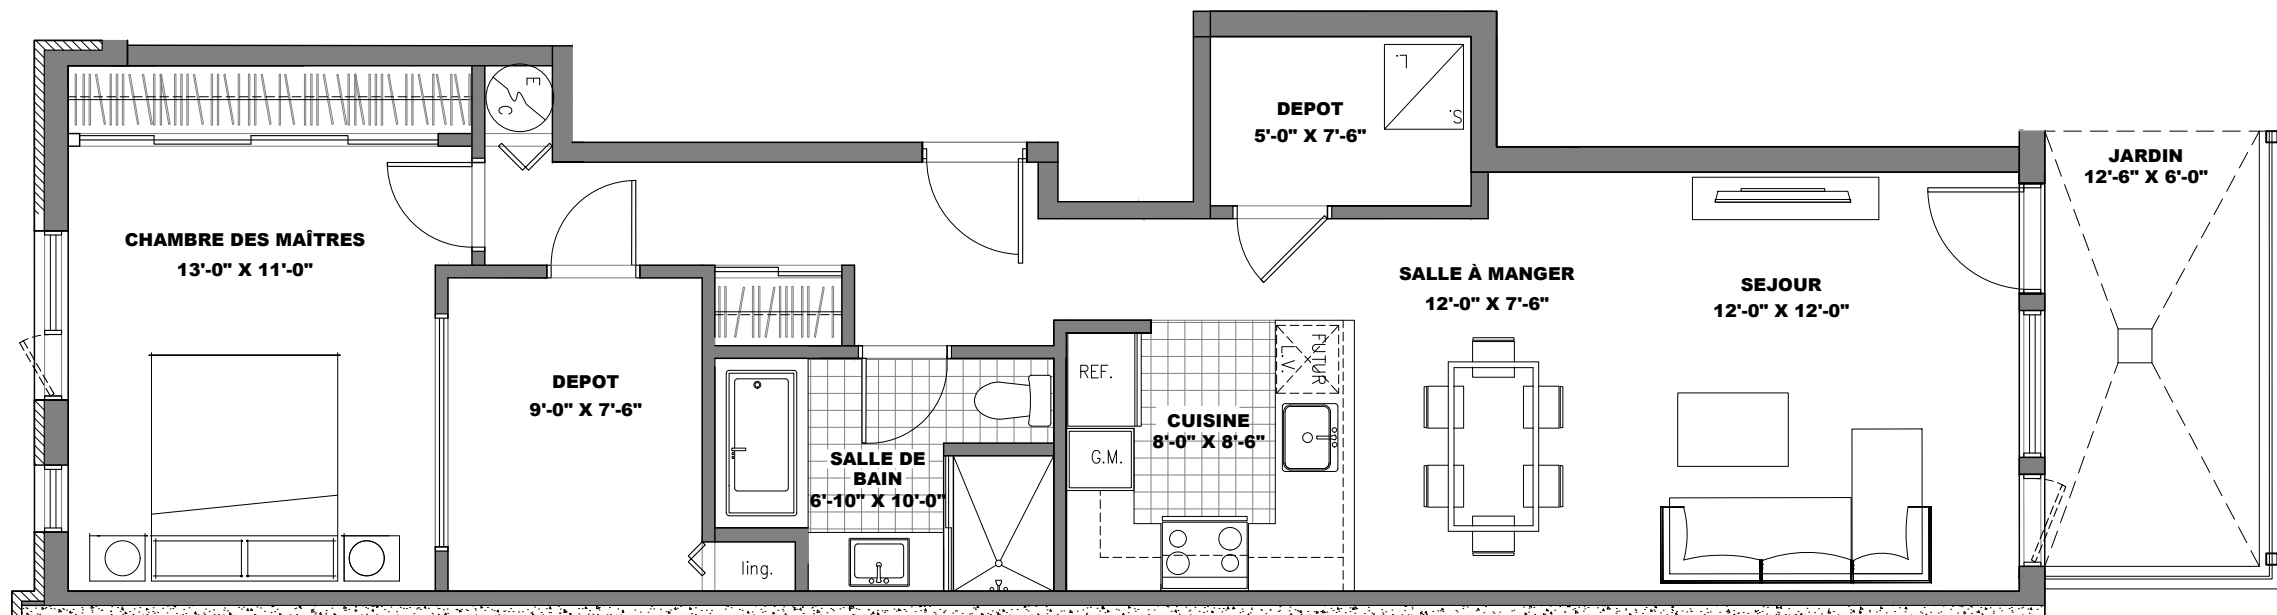 E
C
L.
S.
DEPOT
5'-0" X 7'-6"
JARDIN
12'-6" X 6'-0"
CHAMBRE DES MAÎTRES
13'-0" X 11'-0"
SALLE À MANGER
12'-0" X 7'-6"
SEJOUR
12'-0" X 12'-0"
DEPOT
9'-0" X 7'-6"
REF.
FUTUR
L.V.
CUISINE
8'-0" X 8'-6"
G.M.
SALLE DE
BAIN
6'-10" X 10'-0"
ling.